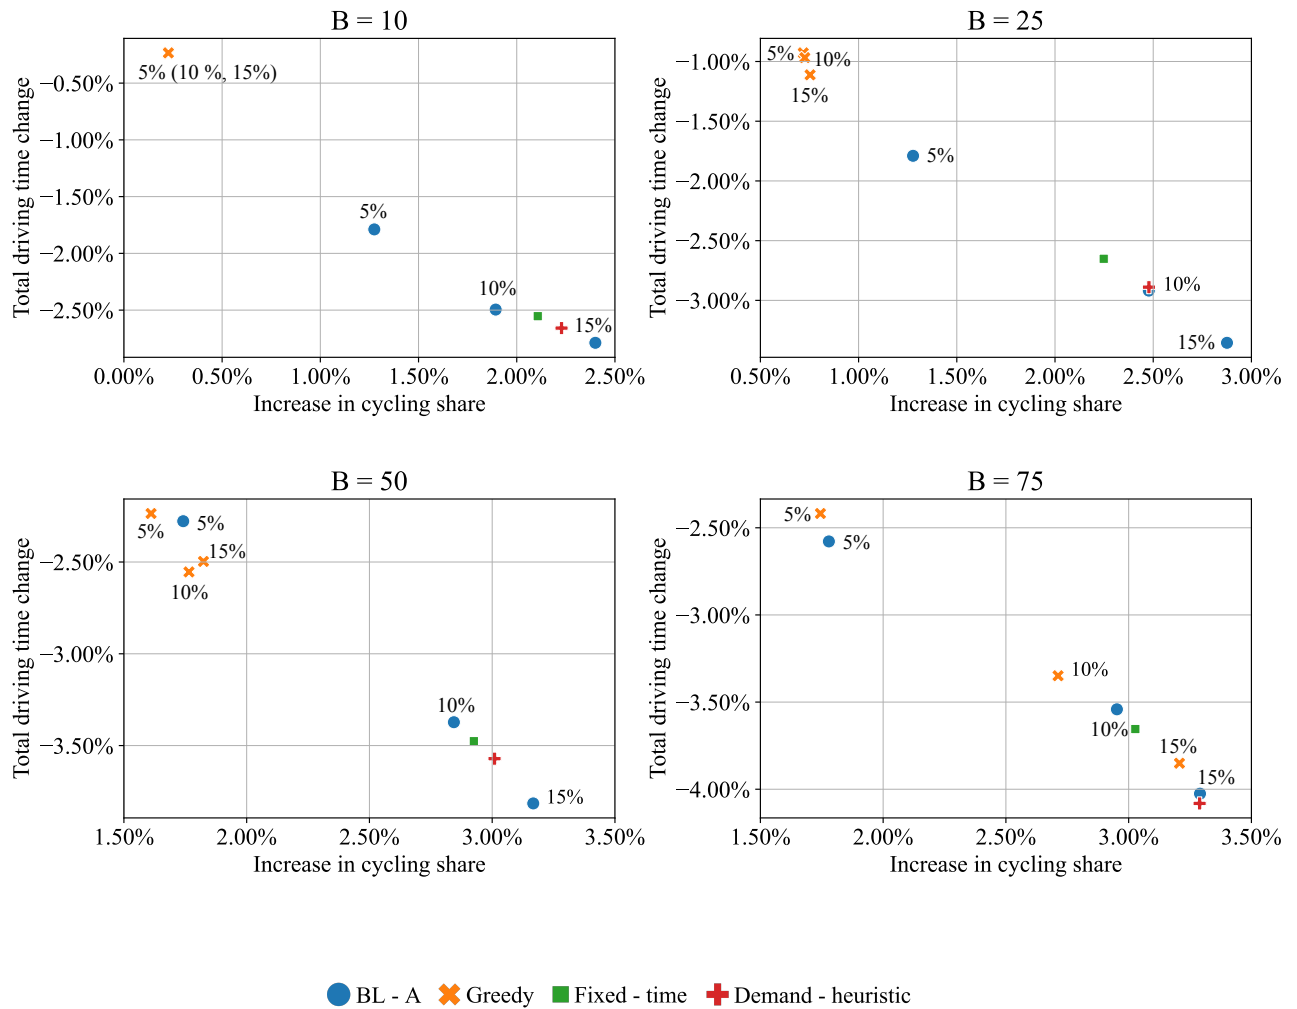 B = 10
Total driving time change
−0.50%
−1.00%
−1.50%
−2.00%
−2.50%
5% (10 %, 15%)
5%
10%
15%
0.00% 0.50% 1.00% 1.50% 2.00% 2.50%
Increase in cycling share
B = 25
Total driving time change
−1.00%
−1.50%
−2.00%
−2.50%
−3.00%
5%
10%
15%
5%
10%
15%
0.50% 1.00% 1.50% 2.00% 2.50% 3.00%
Increase in cycling share
B = 50
Total driving time change
−2.50%
−3.00%
−3.50%
5%
5%
15%
10%
10%
15%
1.50% 2.00% 2.50% 3.00% 3.50%
Increase in cycling share
B = 75
Total driving time change
−2.50%
−3.00%
−3.50%
−4.00%
5%
5%
10%
10%
15%
15%
1.50% 2.00% 2.50% 3.00% 3.50%
Increase in cycling share
BL - A Greedy Fixed - time Demand - heuristic